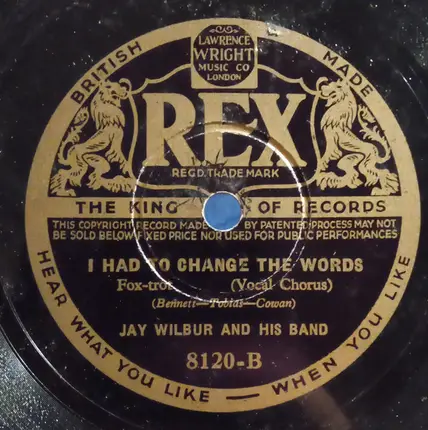 LAWRENCE
WRIGHT
MUSIC CO
LONDON
BRITISH MADE
REX
REGD. TRADE MARK
THE KING OF RECORDS
THIS COPYRIGHT RECORD MADE BY PATENTED PROCESS MAY NOT
BE SOLD BELOW FIXED PRICE NOR USED FOR PUBLIC PERFORMANCES
I HAD TO CHANGE THE WORDS
Fox-trot (Vocal Chorus)
(Bennett—Tobias—Cowan)
JAY WILBUR AND HIS BAND
8120-B
HEAR WHAT YOU LIKE — WHEN YOU LIKE